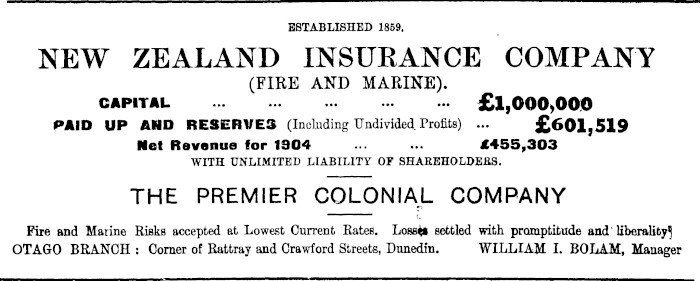 ESTABLISHED 1859.
NEW ZEALAND INSURANCE COMPANY
(FIRE AND MARINE).
CAPITAL ... ... ... ... ... £1,000,000
PAID UP AND RESERVES (Including Undivided Profits) ... £601,519
Net Revenue for 1904 ... ... £455,303
WITH UNLIMITED LIABILITY OF SHAREHOLDERS.
THE PREMIER COLONIAL COMPANY
Fire and Marine Risks accepted at Lowest Current Rates. Losses settled with promptitude and liberality
OTAGO BRANCH : Corner of Rattray and Crawford Streets, Dunedin. WILLIAM I. BOLAM, Manager